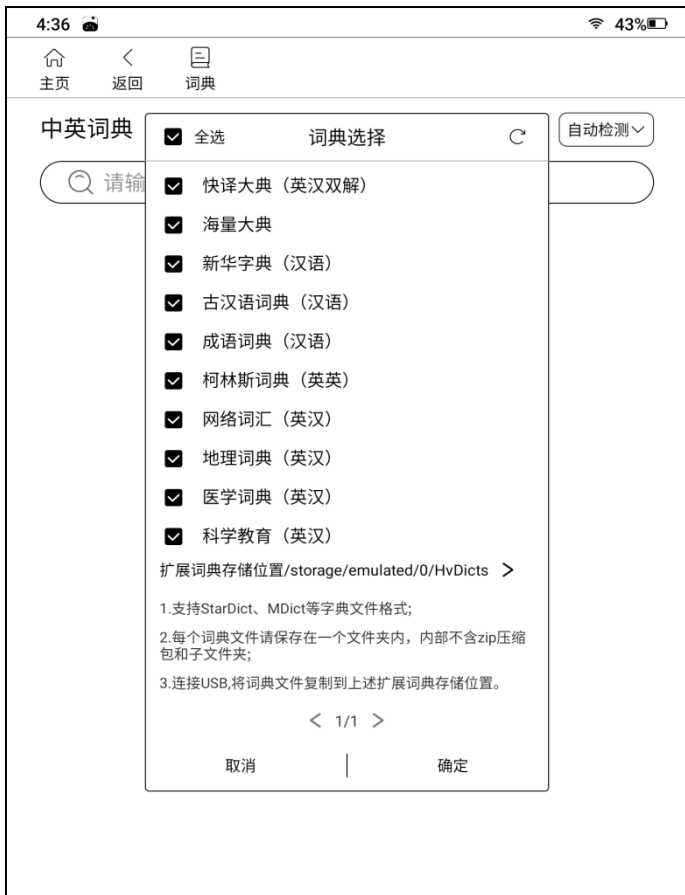 4:36
43%
主页 返回 词典
中英词典
自动检测
请输
全选 词典选择
快译大典（英汉双解）
海量大典
新华字典（汉语）
古汉语词典（汉语）
成语词典（汉语）
柯林斯词典（英英）
网络词汇（英汉）
地理词典（英汉）
医学词典（英汉）
科学教育（英汉）
扩展词典存储位置/storage/emulated/0/HvDicts >
1.支持StarDict、MDict等字典文件格式;
2.每个词典文件请保存在一个文件夹内，内部不含zip压缩
包和子文件夹;
3.连接USB,将词典文件复制到上述扩展词典存储位置。
< 1/1 >
取消 确定